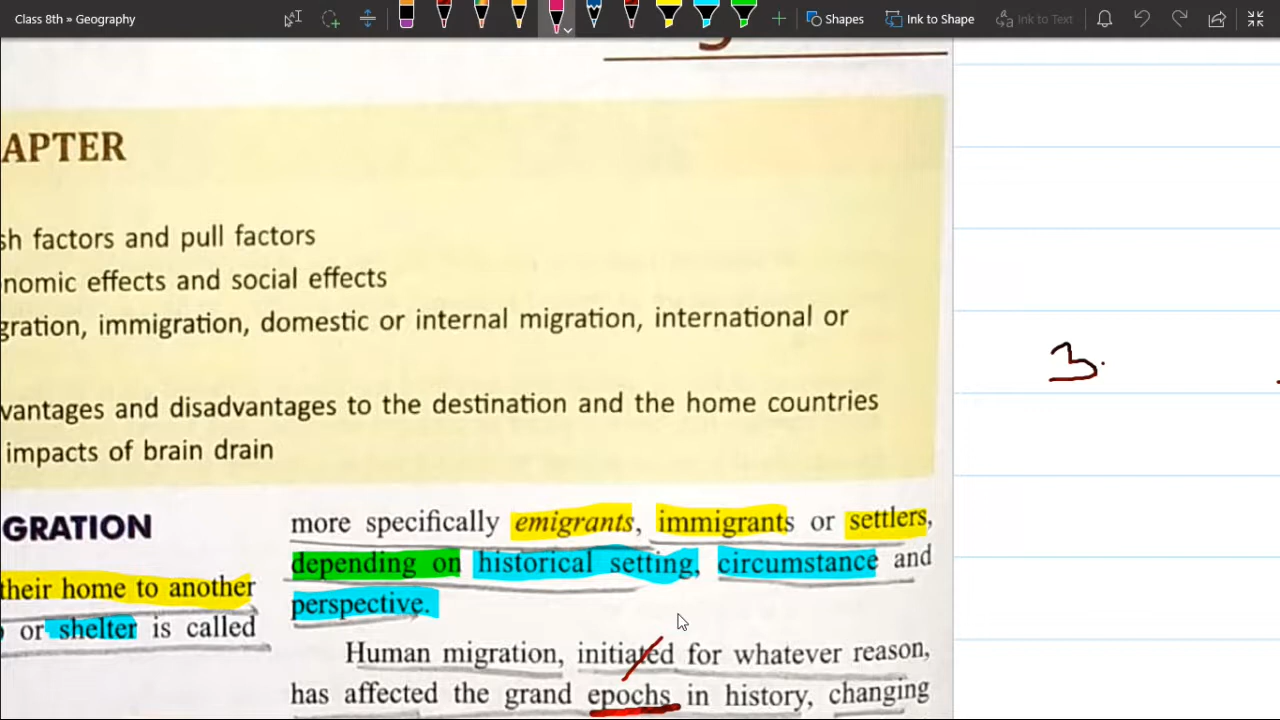 Class 8th » Geography
Shapes
Ink to Shape
Ink to Text
APTER
sh factors and pull factors
nomic effects and social effects
gration, immigration, domestic or internal migration, international or
vantages and disadvantages to the destination and the home countries
impacts of brain drain
GRATION
their home to another
or shelter is called
more specifically emigrants, immigrants or settlers,
depending on historical setting, circumstance and
perspective.
Human migration, initiated for whatever reason,
has affected the grand epochs in history, changing
3.